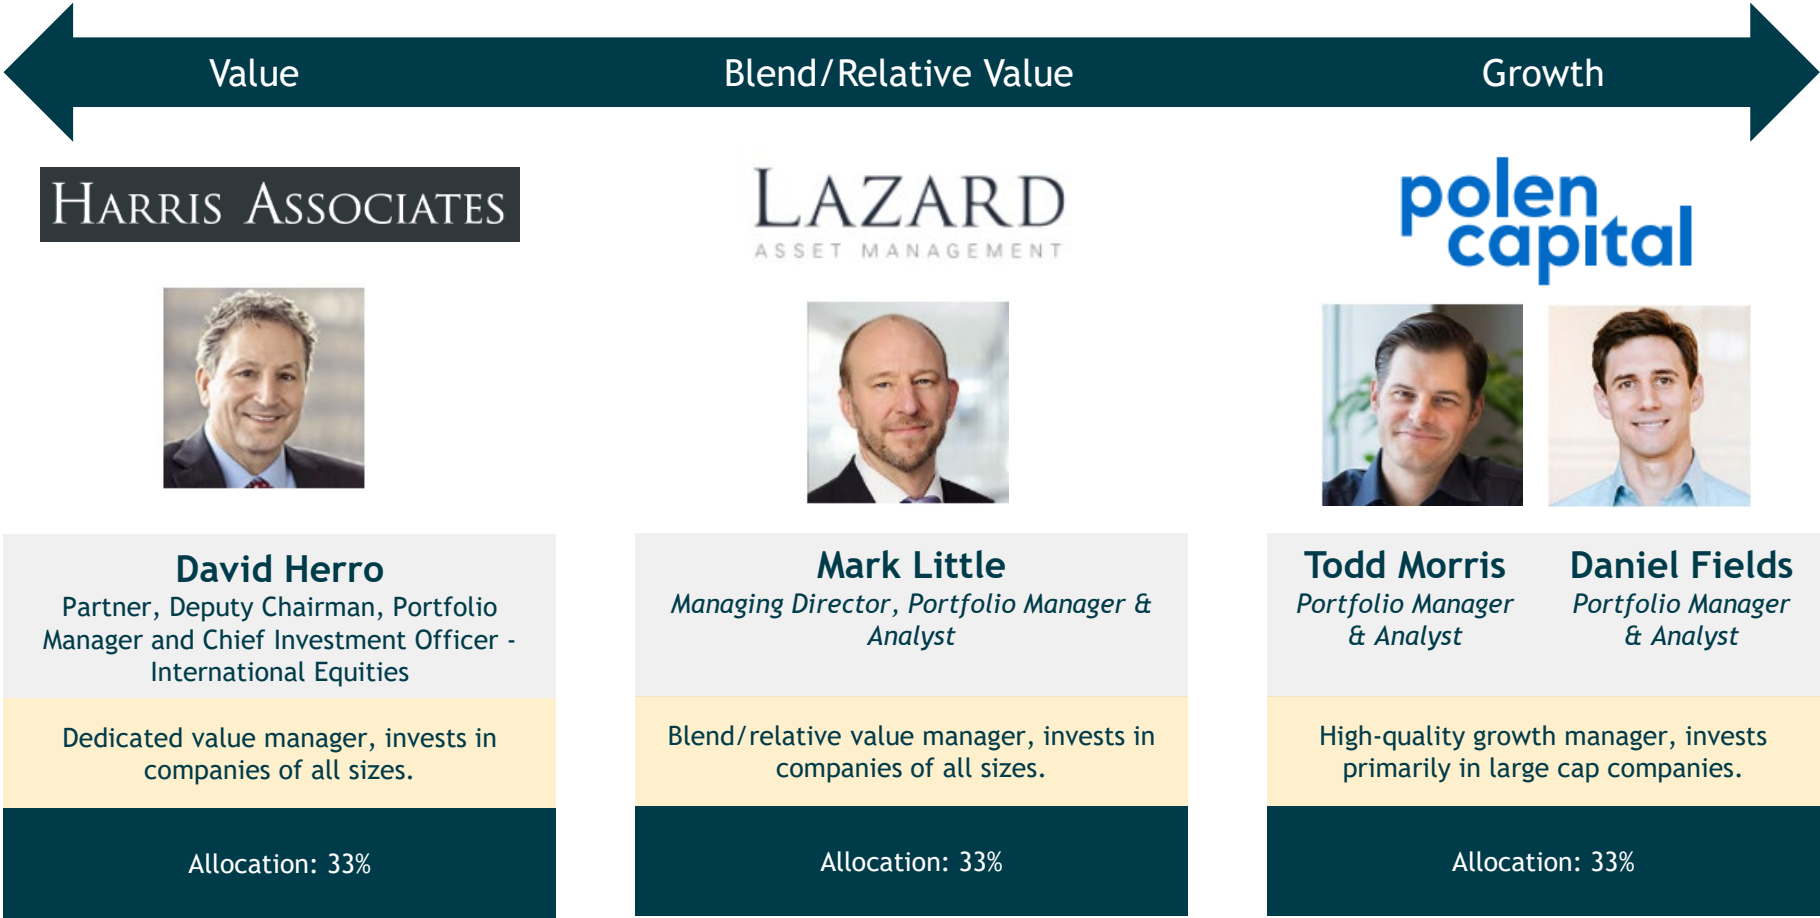 Value
Blend/Relative Value
Growth
HARRIS ASSOCIATES
LAZARD
ASSET MANAGEMENT
polen
capital
David Herro
Partner, Deputy Chairman, Portfolio
Manager and Chief Investment Officer -
International Equities
Dedicated value manager, invests in
companies of all sizes.
Allocation: 33%
Mark Little
Managing Director, Portfolio Manager &
Analyst
Blend/relative value manager, invests in
companies of all sizes.
Allocation: 33%
Todd Morris
Portfolio Manager
& Analyst
Daniel Fields
Portfolio Manager
& Analyst
High-quality growth manager, invests
primarily in large cap companies.
Allocation: 33%